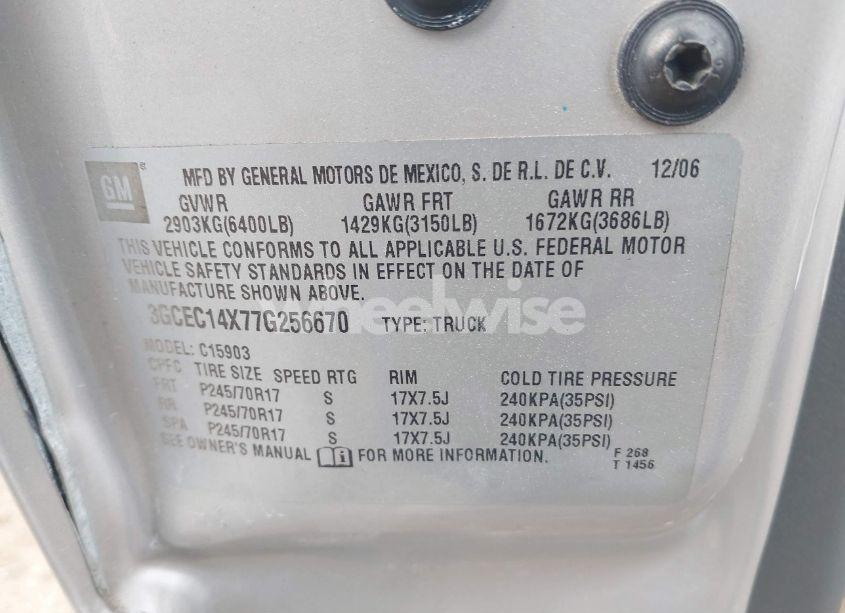 GM
MFD BY GENERAL MOTORS DE MEXICO, S. DE R.L. DE C.V. 12/06
GVWR GAWR FRT GAWR RR
2903KG(6400LB) 1429KG(3150LB) 1672KG(3686LB)
THIS VEHICLE CONFORMS TO ALL APPLICABLE U.S. FEDERAL MOTOR
VEHICLE SAFETY STANDARDS IN EFFECT ON THE DATE OF
MANUFACTURE SHOWN ABOVE.
wheelwise
3GCEC14X77G256670 TYPE: TRUCK
MODEL: C15903
CPFC TIRE SIZE SPEED RTG RIM COLD TIRE PRESSURE
FRT P245/70R17 S 17X7.5J 240KPA(35PSI)
RR P245/70R17 S 17X7.5J 240KPA(35PSI)
SPA P245/70R17 S 17X7.5J 240KPA(35PSI)
SEE OWNER'S MANUAL i FOR MORE INFORMATION.
F 268
T 1456